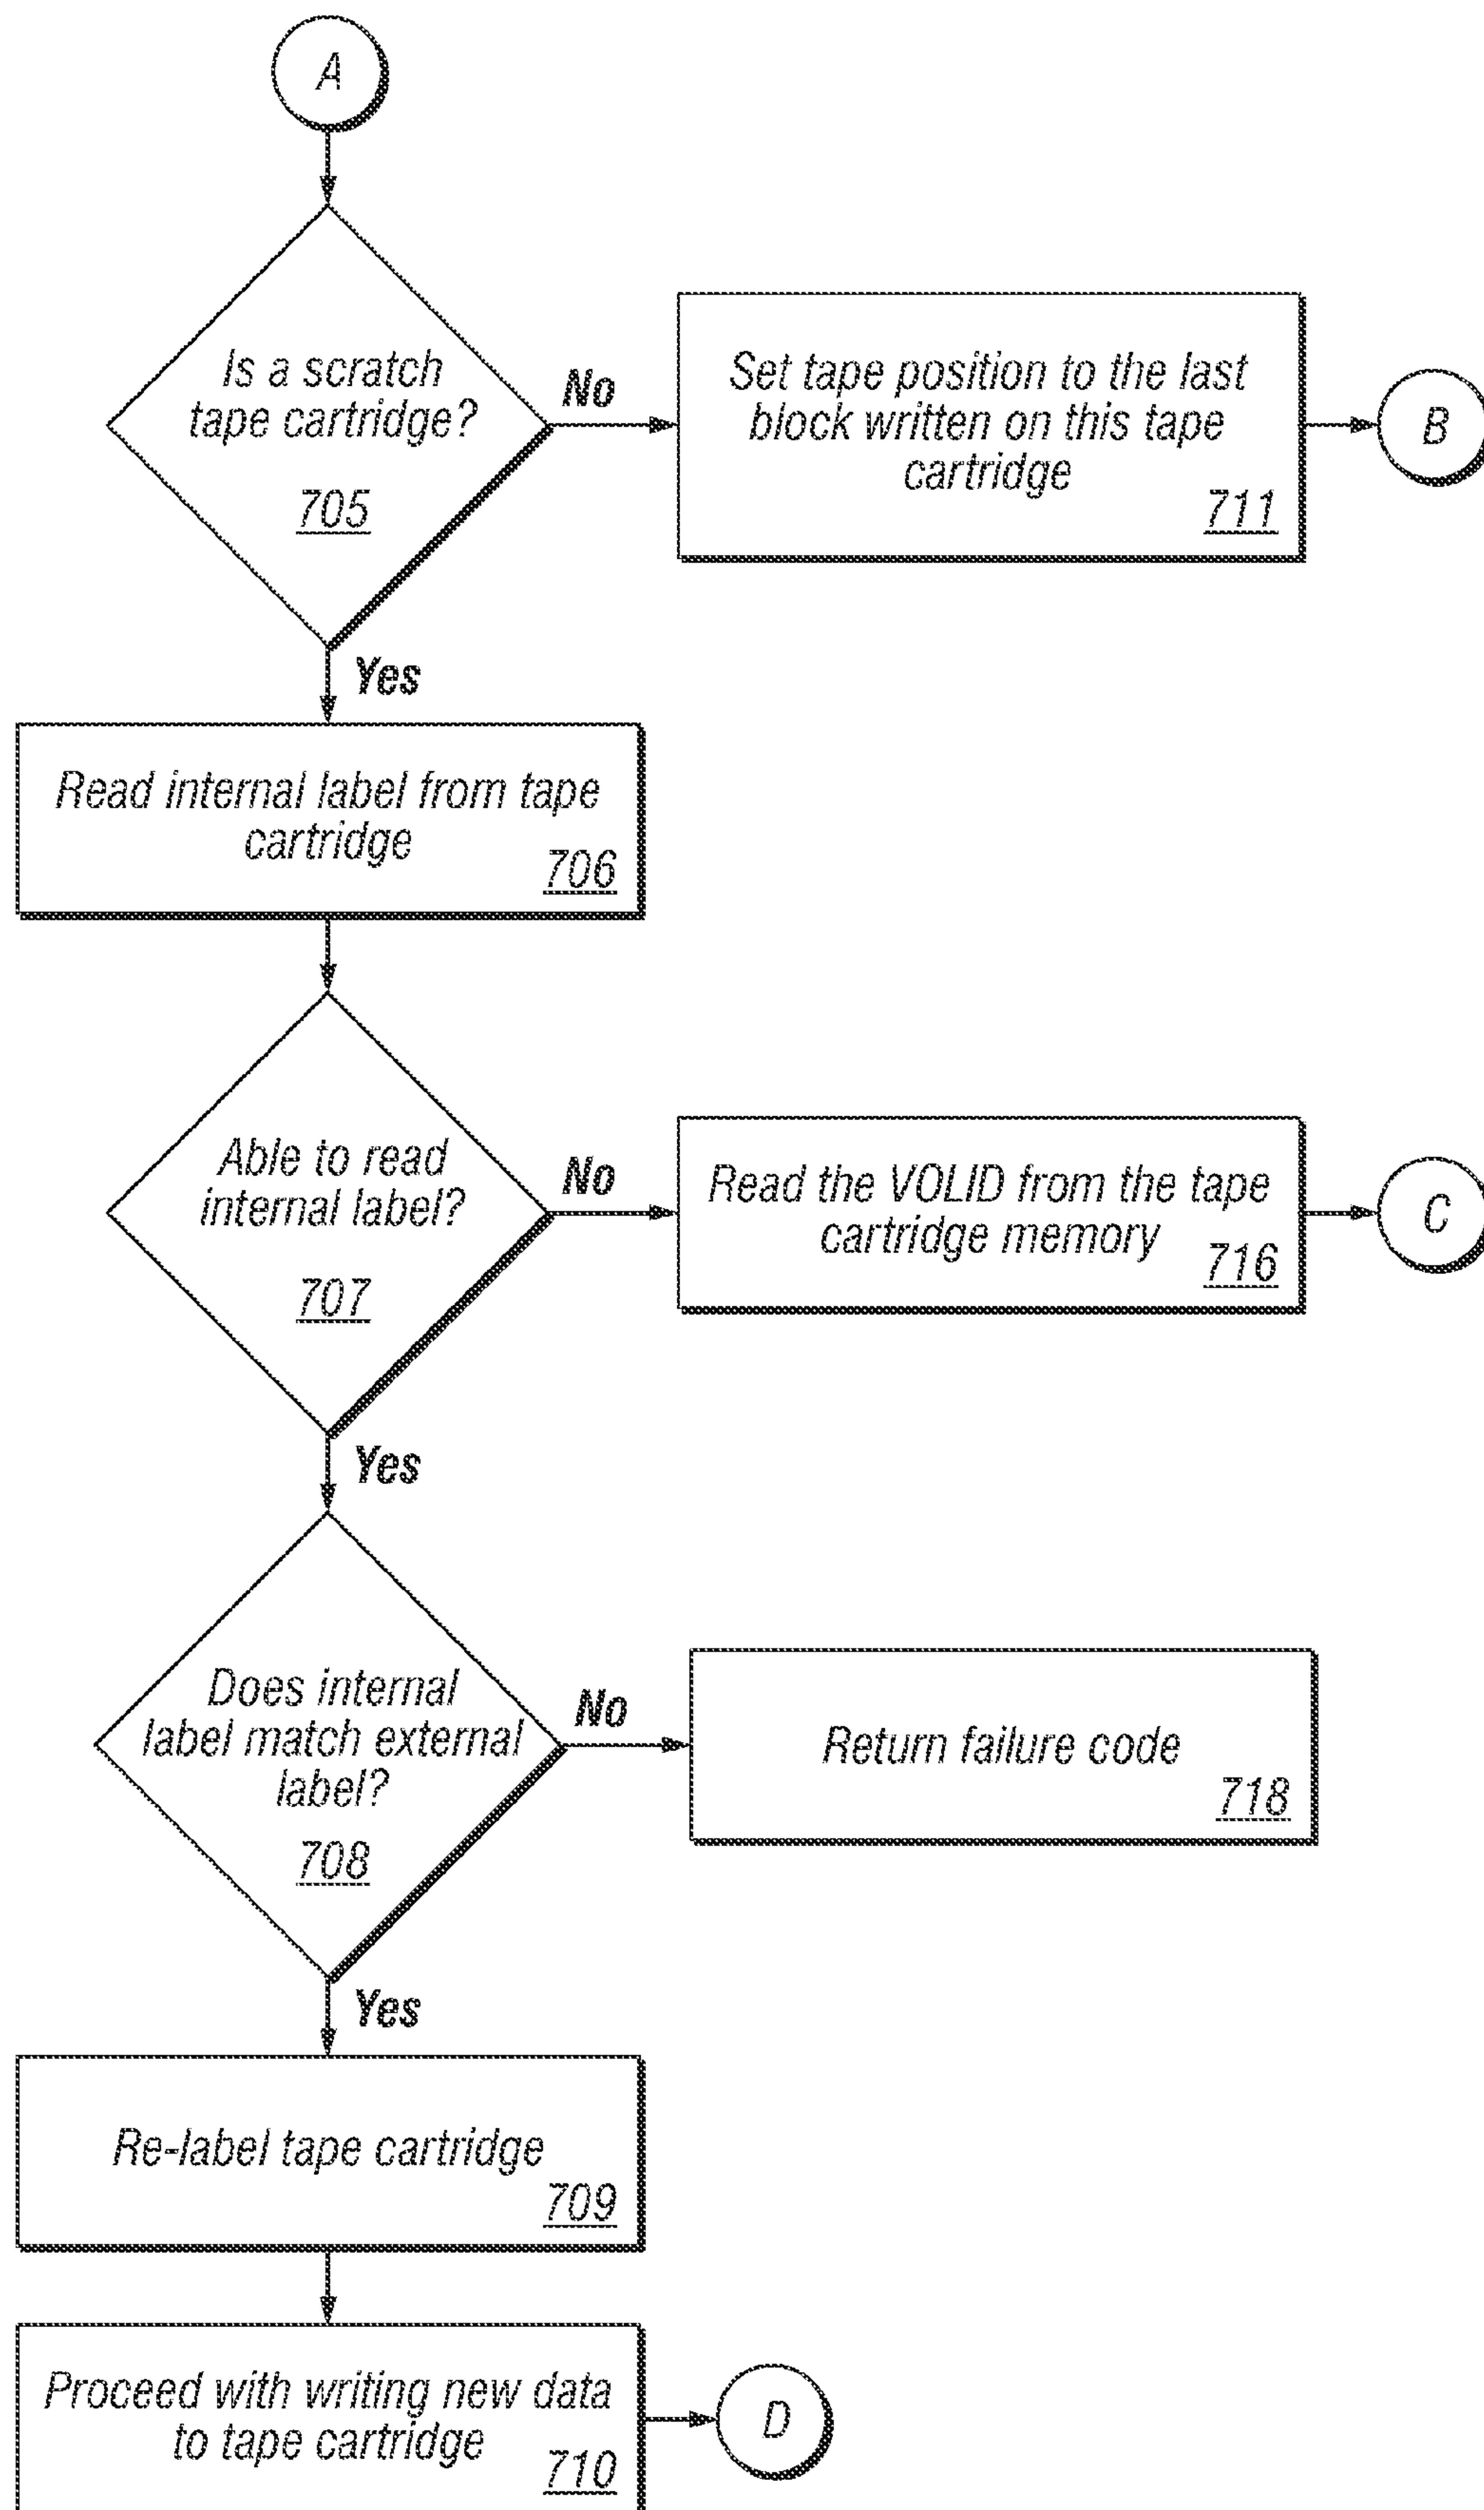 A
Is a scratch
tape cartridge?
705
No
Set tape position to the last
block written on this tape
cartridge
711
B
Yes
Read internal label from tape
cartridge
706
Able to read
internal label?
707
No
Read the VOLID from the tape
cartridge memory
716
C
Yes
Does internal
label match external
label?
708
No
Return failure code
718
Yes
Re-label tape cartridge
709
Proceed with writing new data
to tape cartridge
710
D